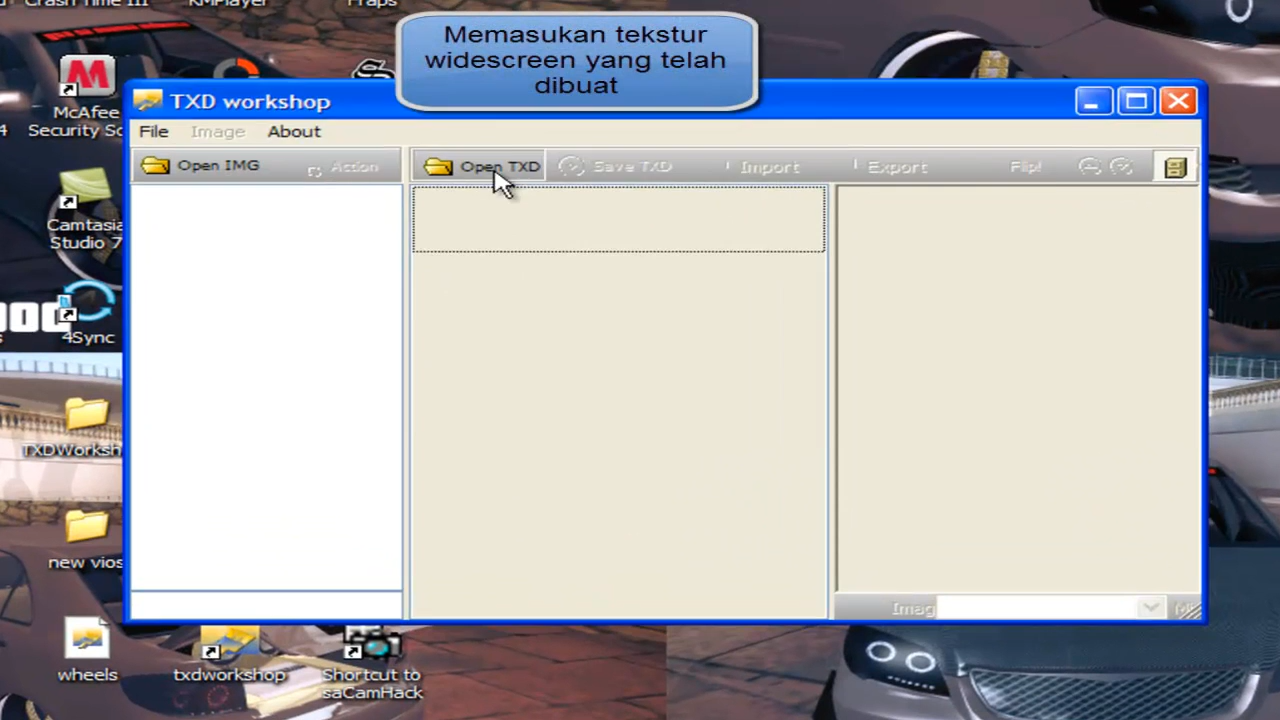 Crash Time III
KMPlayer
Fraps
Memasukan tekstur
widescreen yang telah
dibuat
TXD workshop
File
Image
About
Open IMG
Action
Open TXD
Save TXD
Import
Export
Flip!
McAfee
Security Sc
4
Camtasia
Studio 7
4Sync
TXDWorksh
new vios
wheels
txdworkshop
Shortcut to
saCamHack
Imag